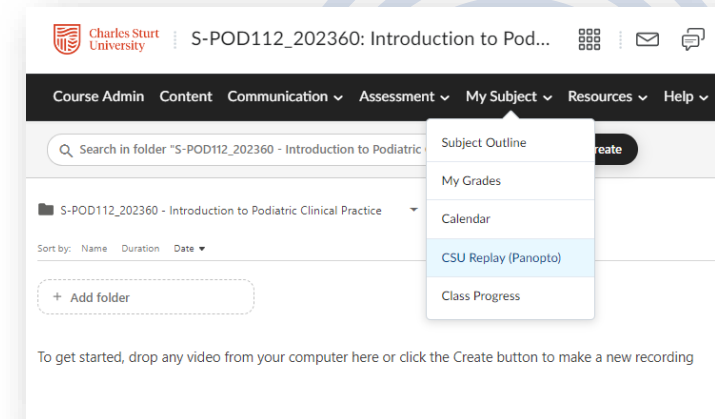 Charles Sturt
University
S-POD112_202360: Introduction to Pod...
Course Admin Content Communication Assessment My Subject Resources Help
Search in folder "S-POD112_202360 - Introduction to Podiatric
reate
Subject Outline
My Grades
Calendar
CSU Replay (Panopto)
Class Progress
S-POD112_202360 - Introduction to Podiatric Clinical Practice
Sort by: Name Duration Date
+ Add folder
To get started, drop any video from your computer here or click the Create button to make a new recording